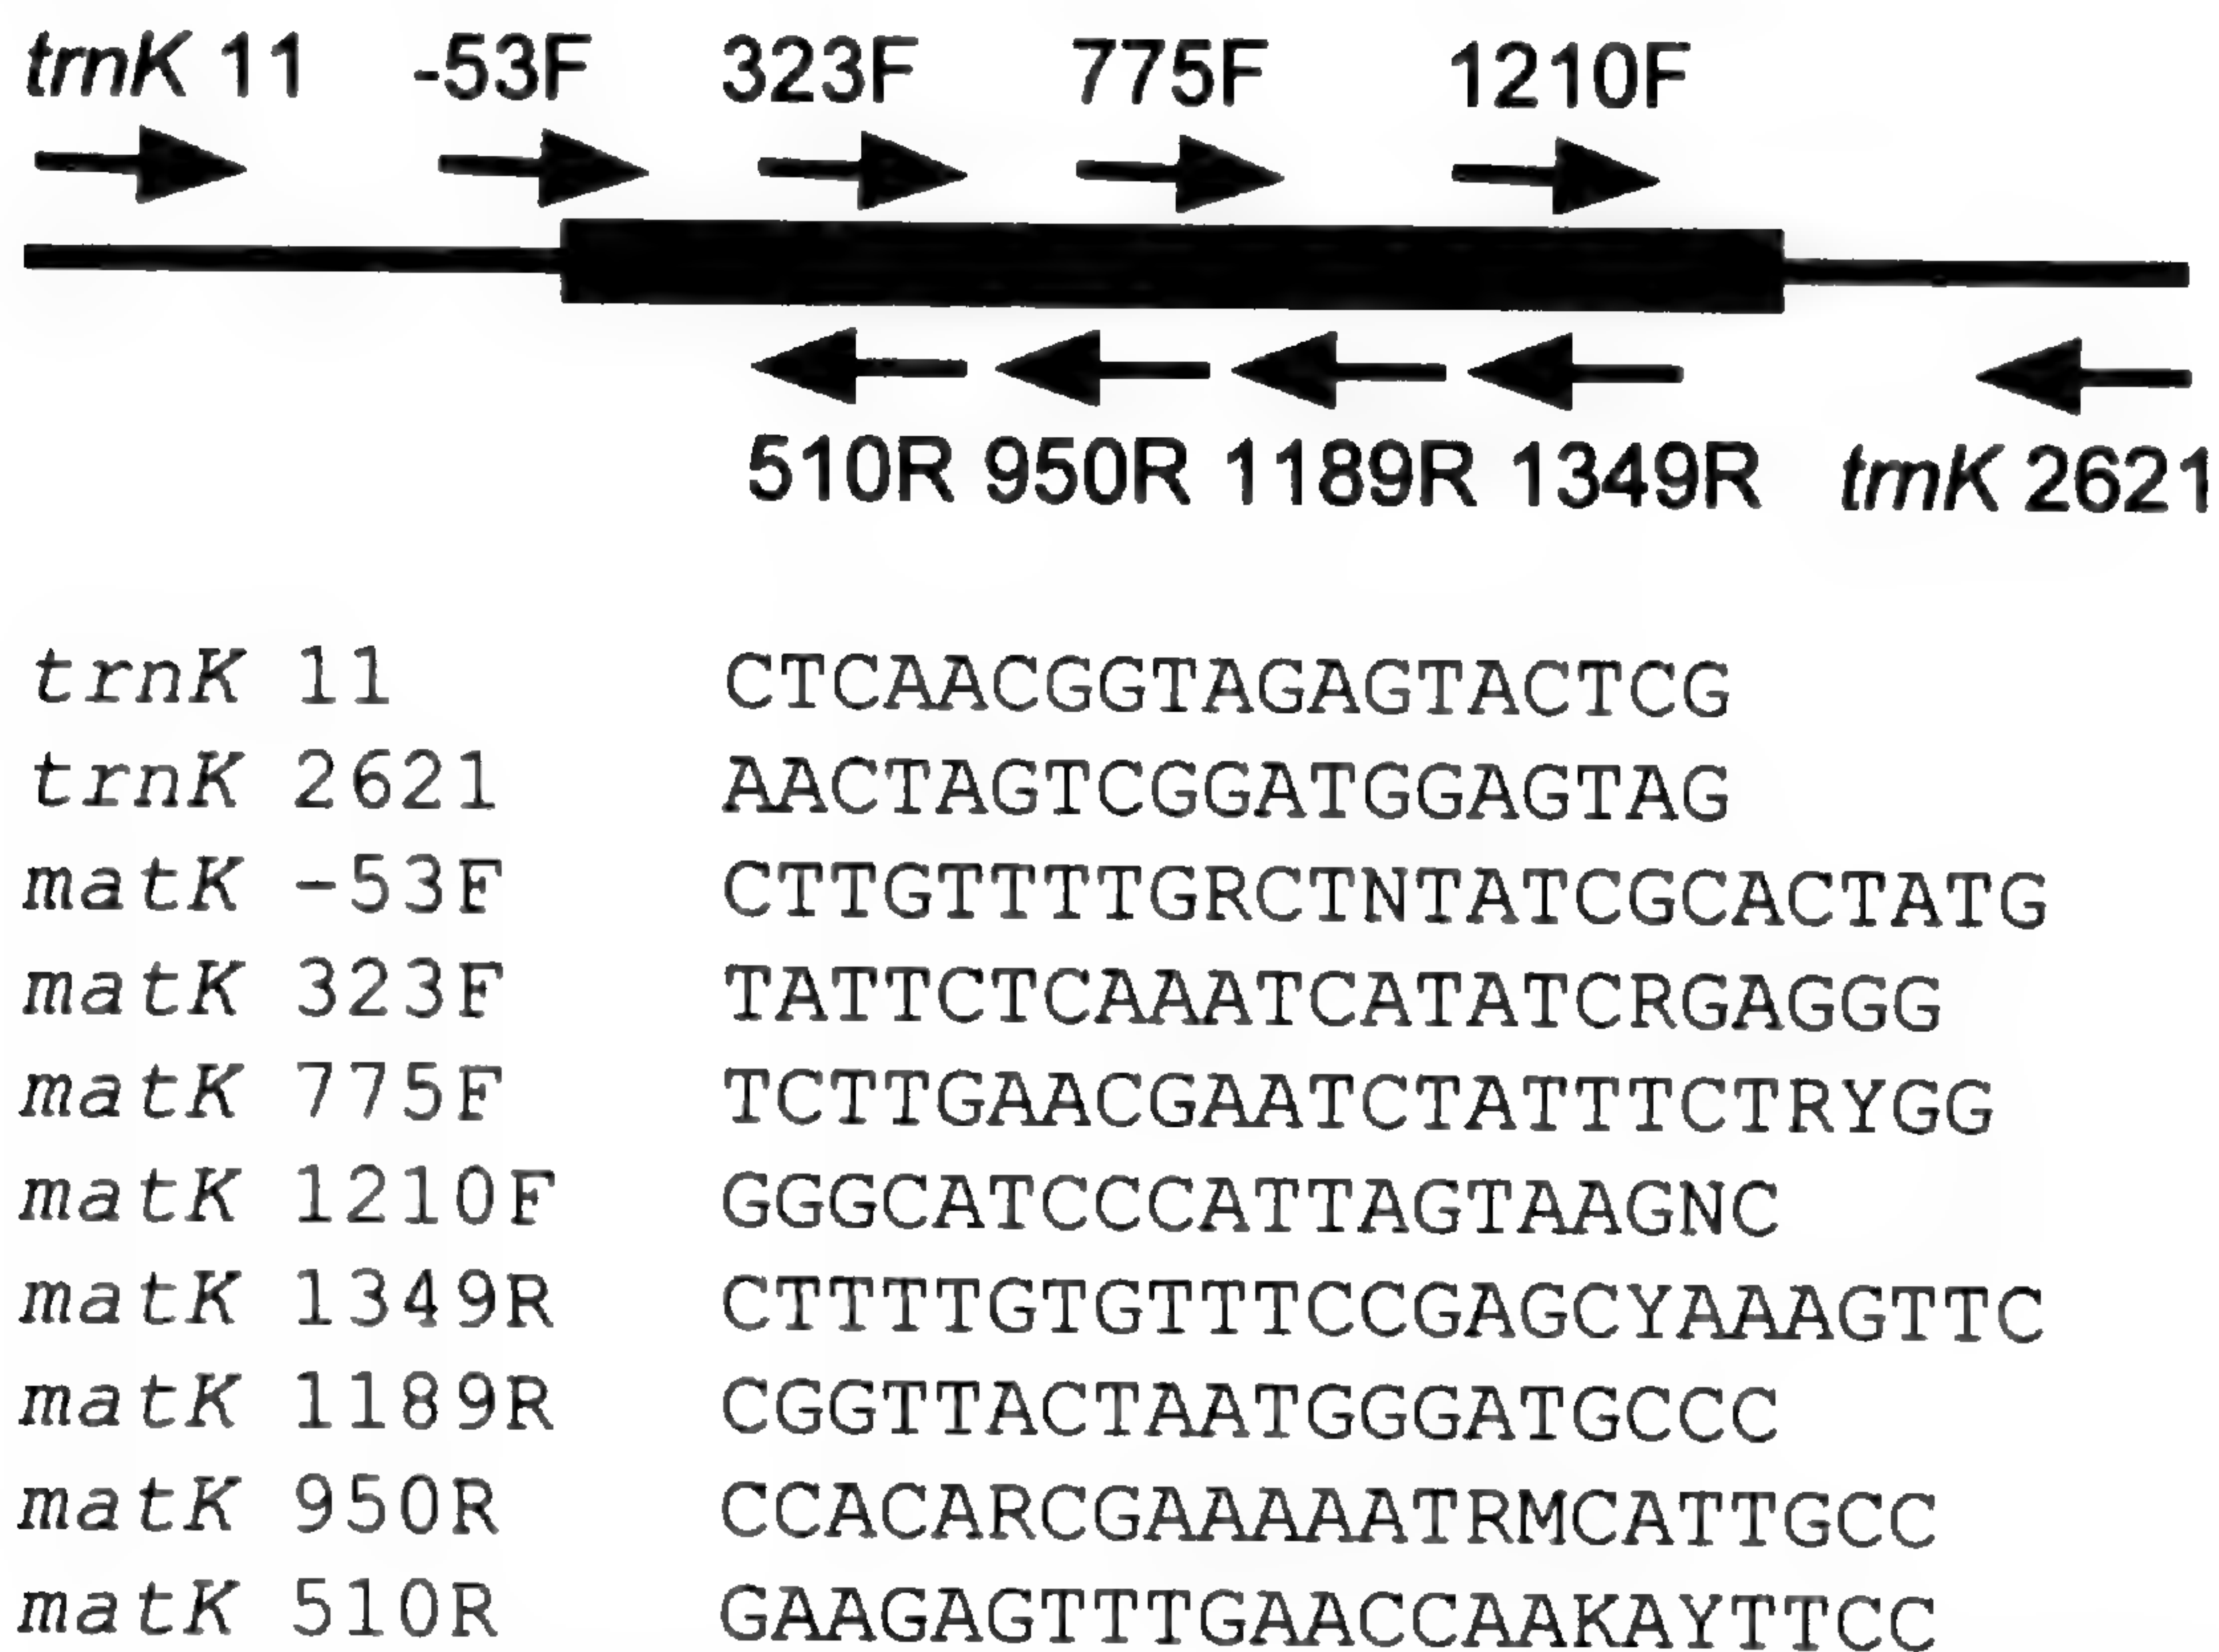 trnK 11 -53F 323F 775F 1210F
510R 950R 1189R 1349R trnK 2621
trnK 11 CTCAACGGTAGAGTACTCG
trnK 2621 AACTAGTCGGATGGAGTAG
matK -53F CTTGTTTTGRCTNTATCGCACTATG
matK 323F TATTCTCAAATCATATCRGAGGG
matK 775F TCTTGAACGAATCTATTTCTRYGG
matK 1210F GGGCATCCCATTAGTAAGNC
matK 1349R CTTTTGTGTTTCCGAGCYAAAGTTC
matK 1189R CGGTTACTAATGGGATGCCC
matK 950R CCACARCGAAAAATRMCATTGCC
matK 510R GAAGAGTTTGAACCAAKAYTTCC